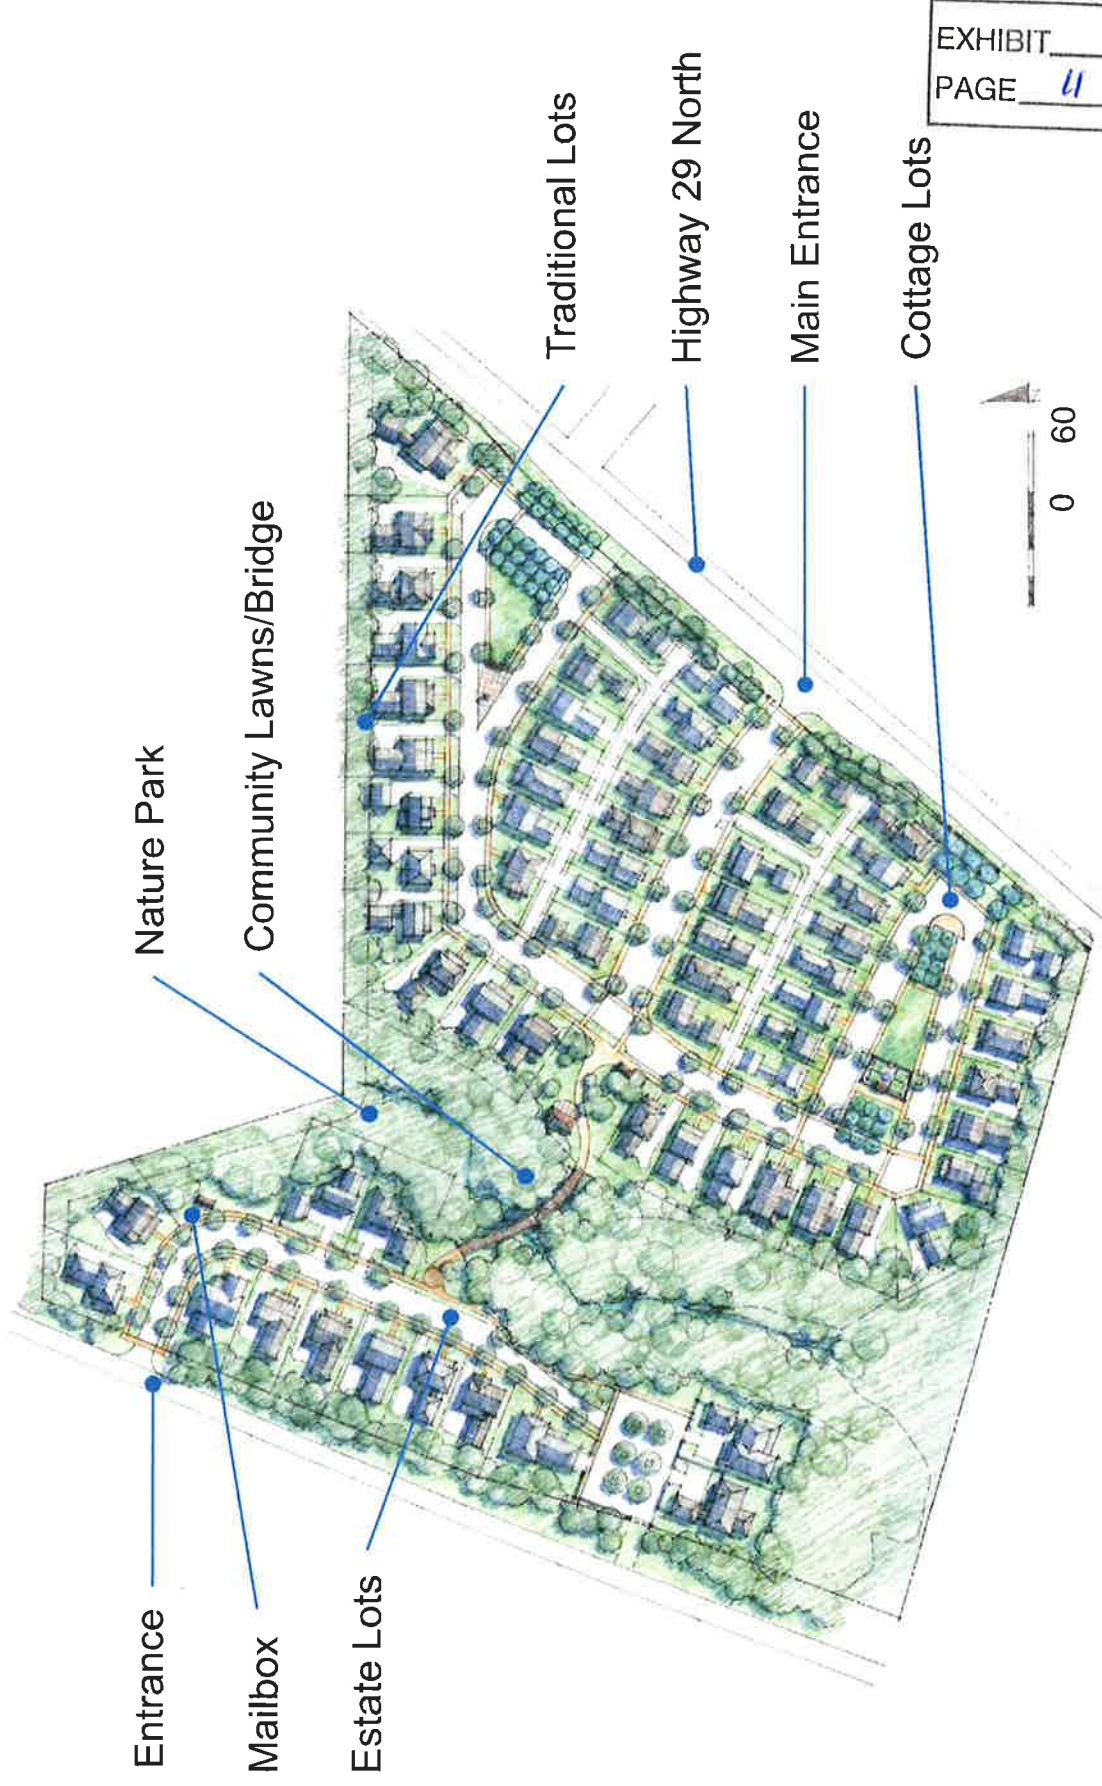 EXHIBIT
PAGE 11
Traditional Lots
Highway 29 North
Main Entrance
Cottage Lots
Nature Park
Community Lawns/Bridge
Entrance
Mailbox
Estate Lots
0 60